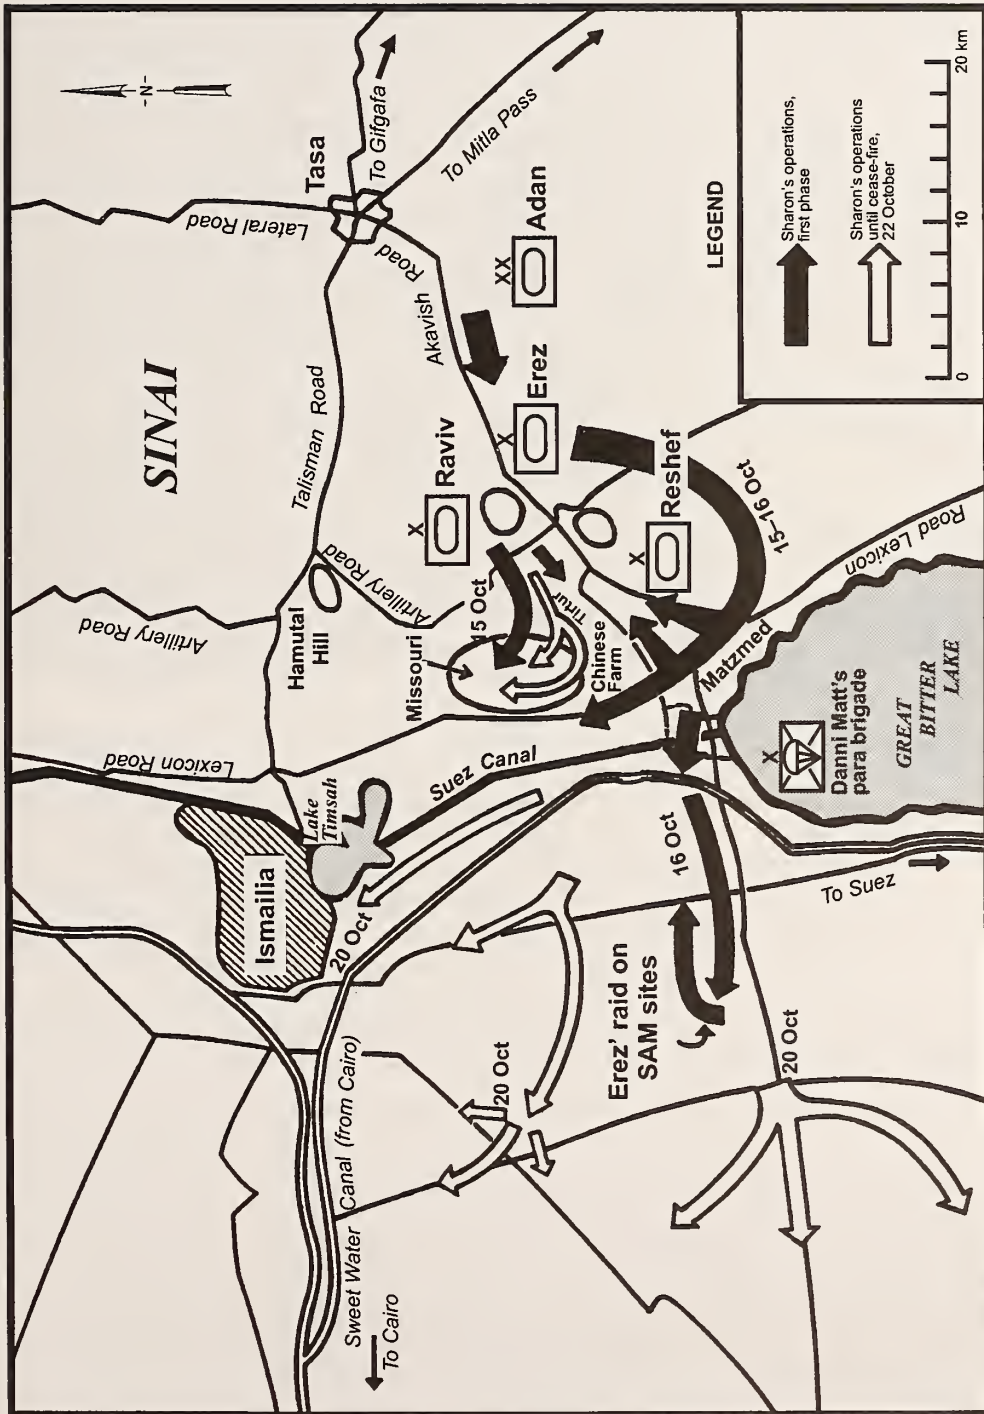 -N-
SINAI
Tasa
To Gifgafa
To Mitla Pass
Lateral Road
Akavish
Road
Talisman Road
XX
Adan
X
Erez
X
Raviv
X
Reshef
15–16 Oct
15 Oct
Artillery Road
Artillery Road
Hamutal
Hill
Missouri
Tirtur
Chinese
Farm
Matzmed
Road Lexicon
Lexicon Road
Suez Canal
Lake
Timsah
Ismailia
X
Danni Matt's
para brigade
GREAT
BITTER
LAKE
16 Oct
To Suez
20 Oct
Erez' raid on
SAM sites
20 Oct
20 Oct
Sweet Water Canal (from Cairo)
To Cairo
LEGEND
Sharon's operations,
first phase
Sharon's operations
until cease-fire,
22 October
0 10 20 km